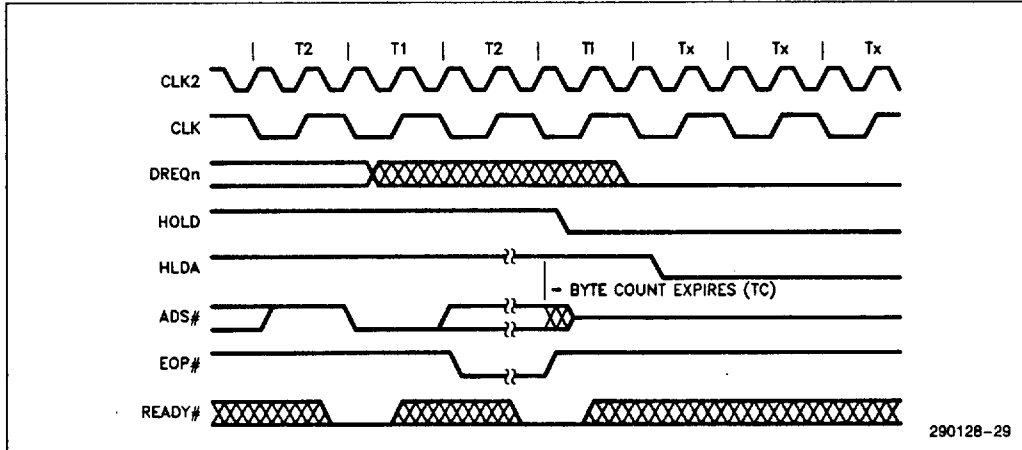 T2 T1 T2 Ti Tx Tx Tx
CLK2
CLK
DREQn
HOLD
HLDA
BYTE COUNT EXPIRES (TC)
ADS#
EOP#
READY#
290128-29